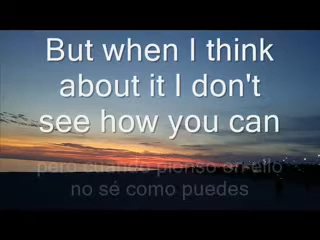 But when I think
about it I don't
see how you can
pero cuando pienso en ello
no sé como puedes